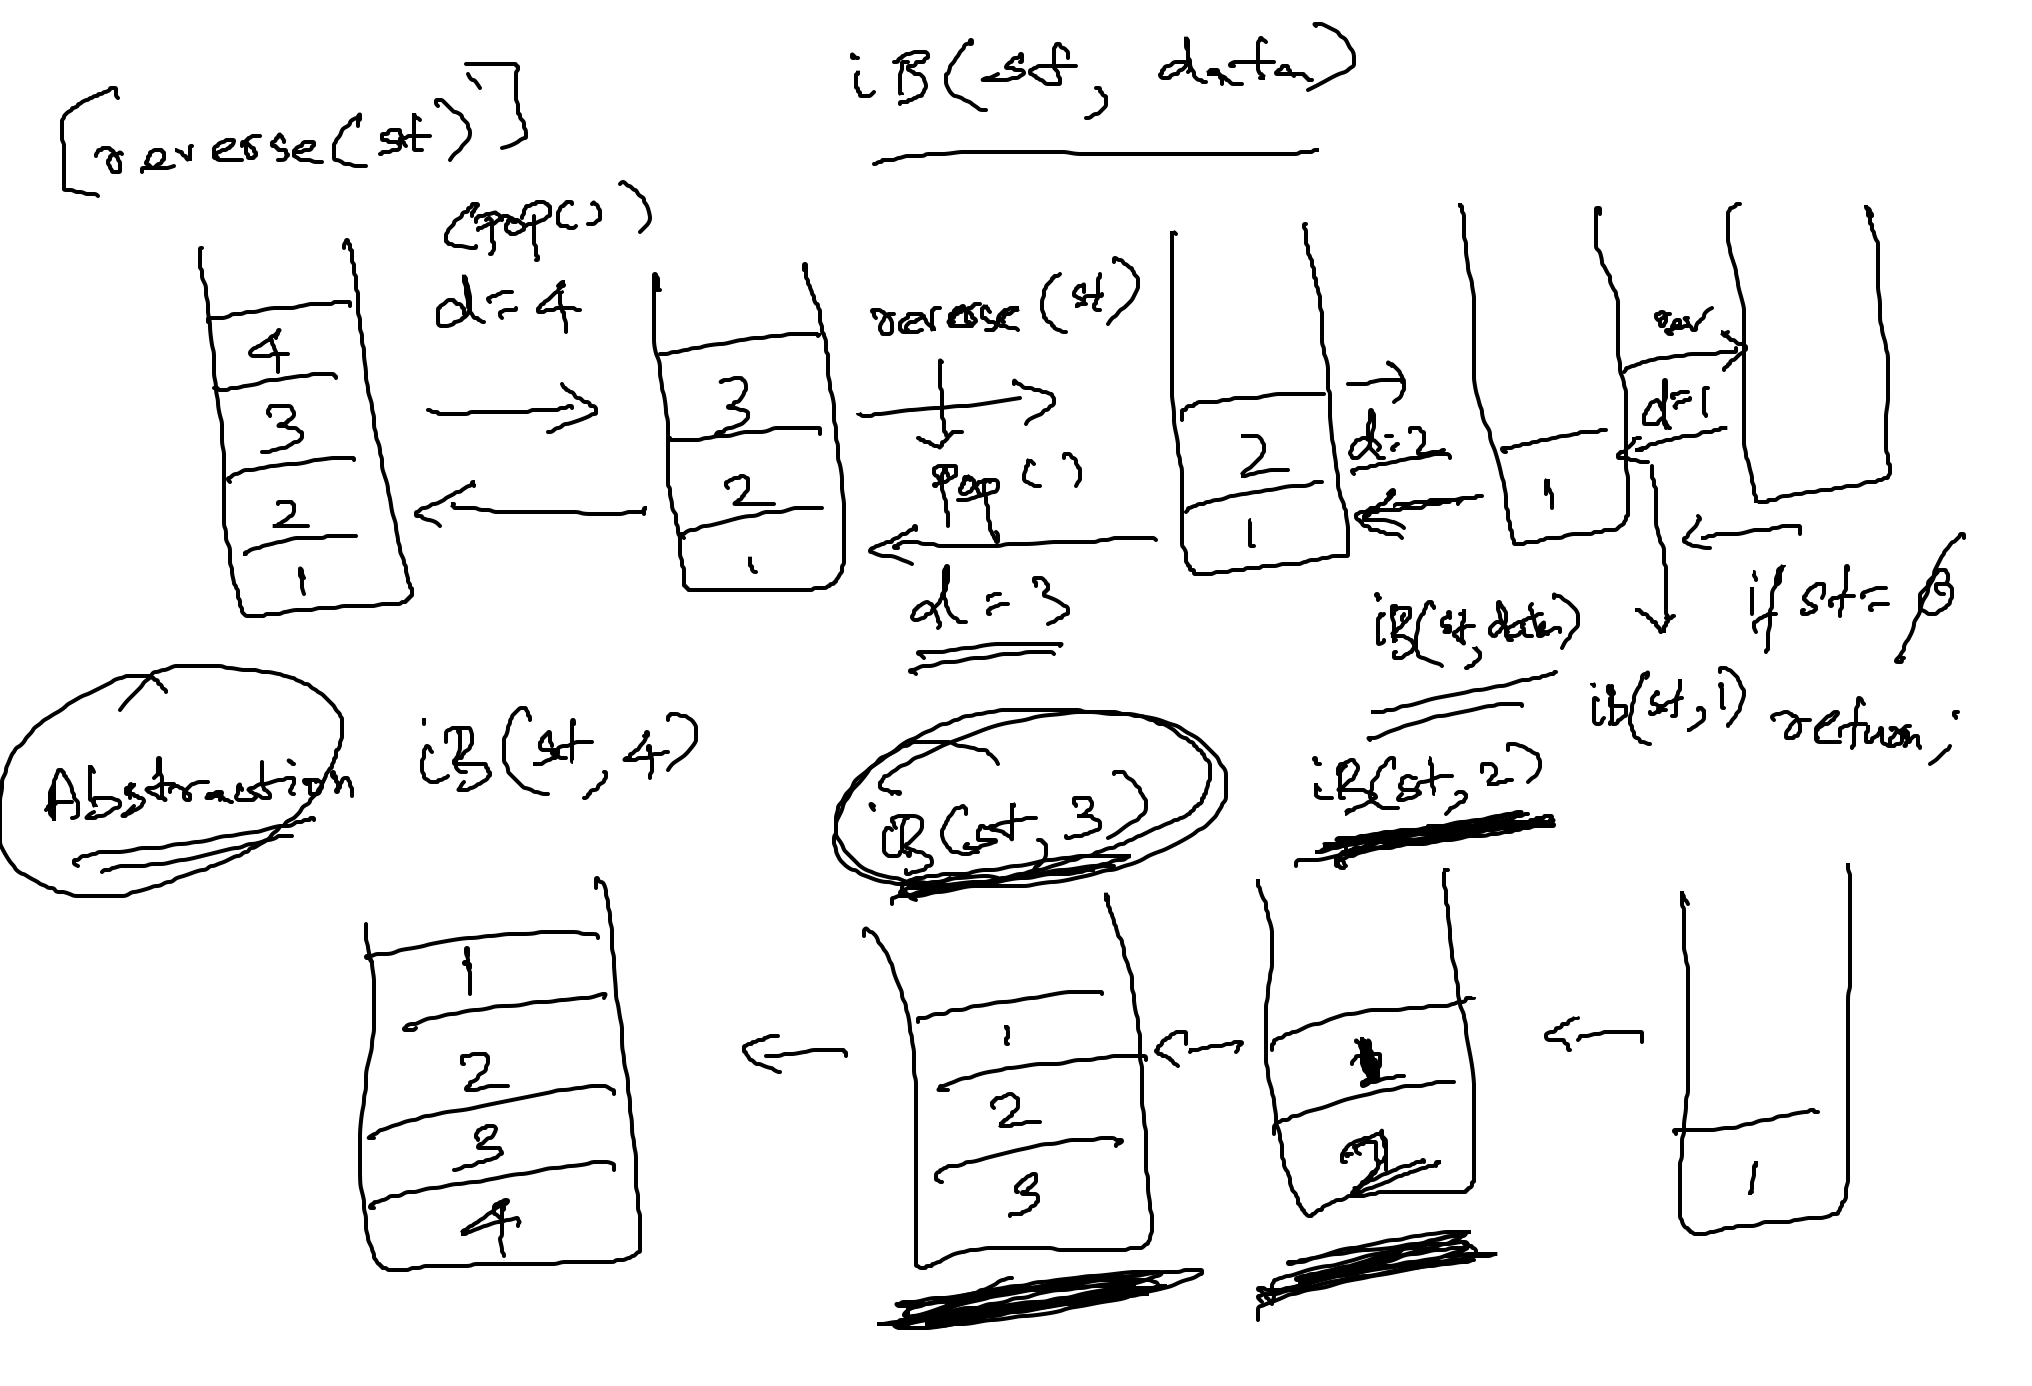 [reverse(st)]
iB(st, data)
(pop())
d=4
reverse(st)
pop()
d=3
d=2
rev
d=1
4
3
2
1
3
2
1
2
1
1
if st=0
return;
iB(st,data)
ib(st,1)
Abstraction
iB(st,4)
iB(st,3)
iB(st,2)
1
2
3
4
1
2
3
1
2
1